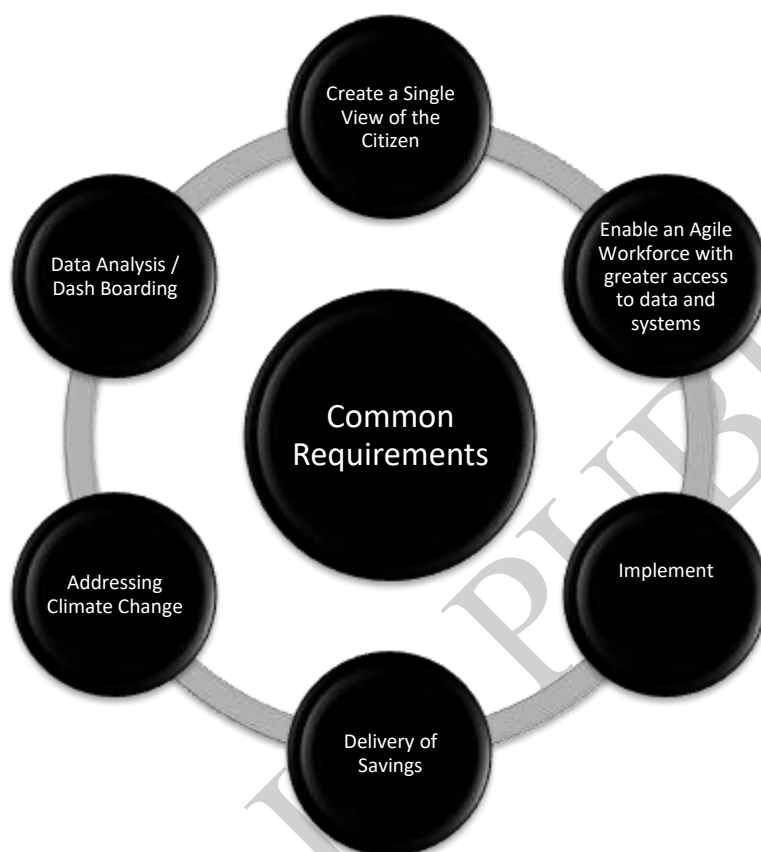 Create a Single
View of the
Citizen
Enable an Agile
Workforce with
greater access
to data and
systems
Implement
Delivery of
Savings
Addressing
Climate Change
Data Analysis /
Dash Boarding
Common
Requirements